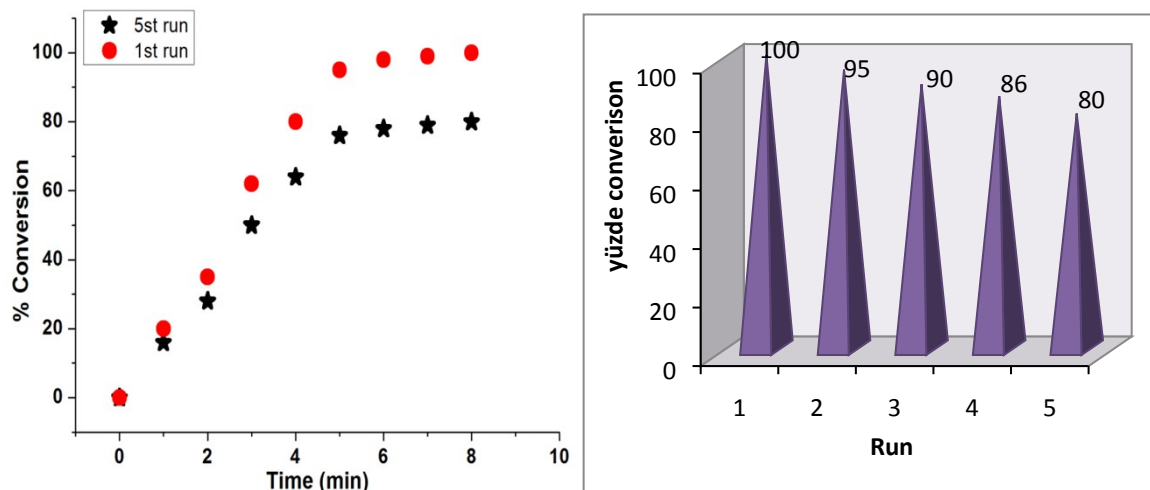 5st run
1st run
100
80
60
40
20
0
% Conversion
0 2 4 6 8 10
Time (min)
100 95 90 86 80
100
80
60
40
20
0
yüzde converison
1 2 3 4 5
Run